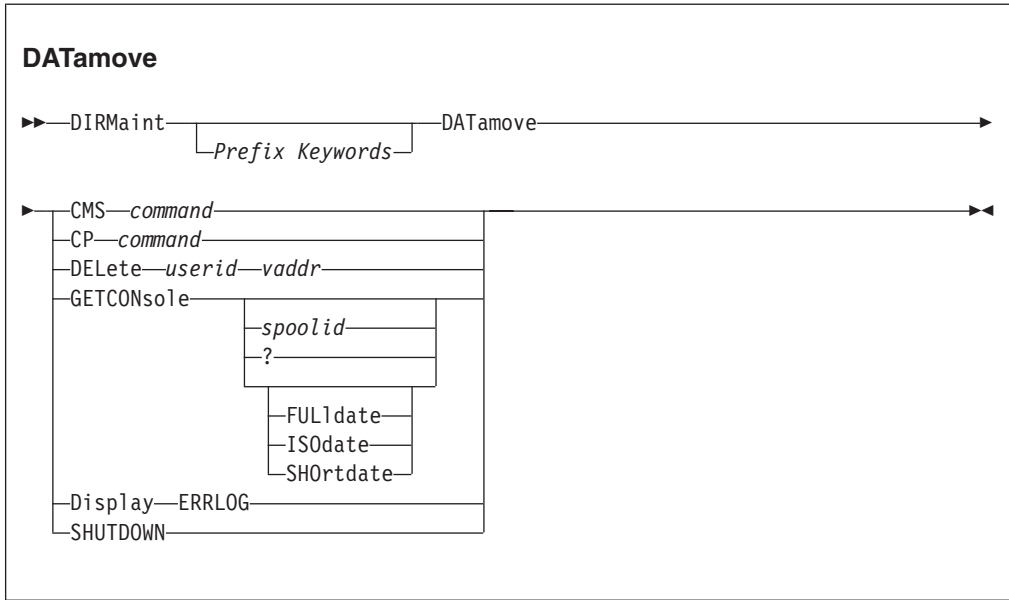 DATamove
DIRMaint DATamove
Prefix Keywords
CMS command
CP command
DELete userid vaddr
GETCONsole
spoolid
?
FULldate
ISOdate
SHOrtdate
Display ERRLOG
SHUTDOWN